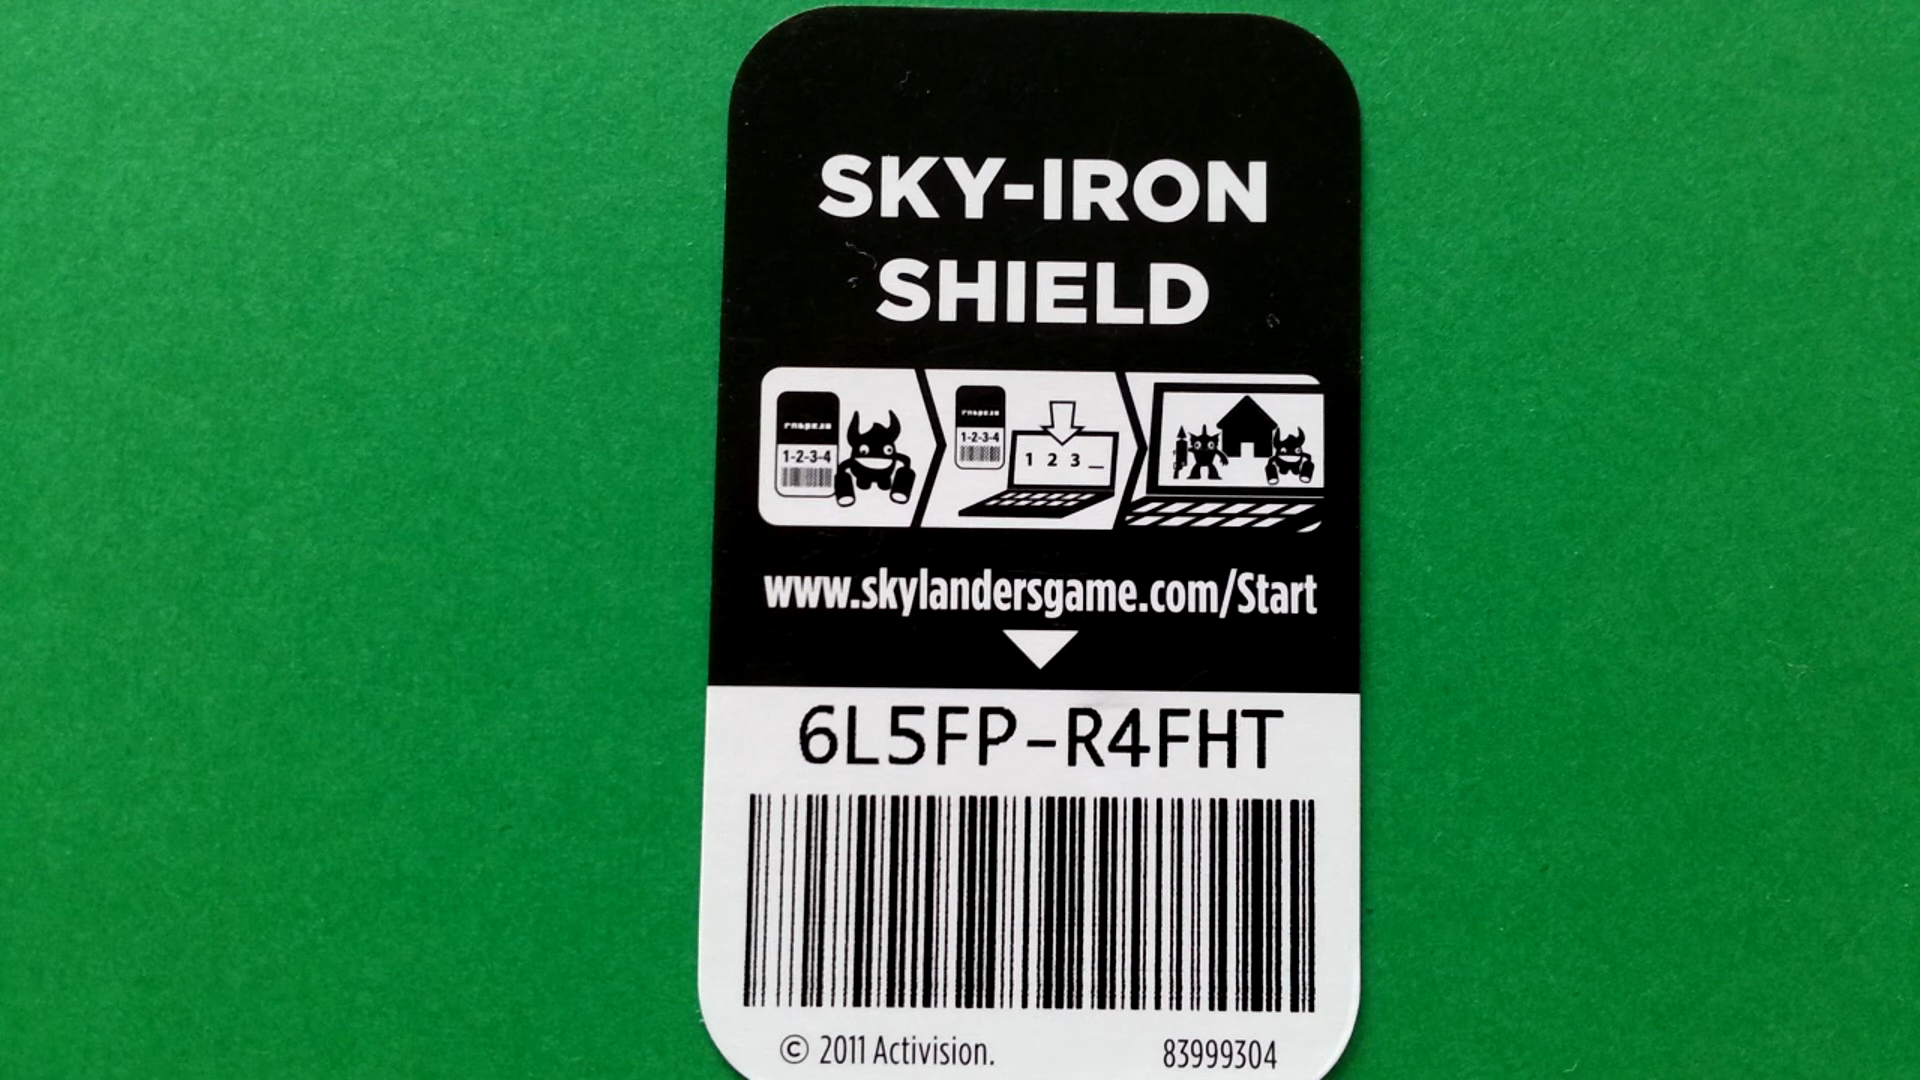 SKY-IRON
SHIELD
1-2-3-4
1-2-3-4
1 2 3 _
www.skylandersgame.com/Start
6L5FP-R4FHT
© 2011 Activision.
83999304